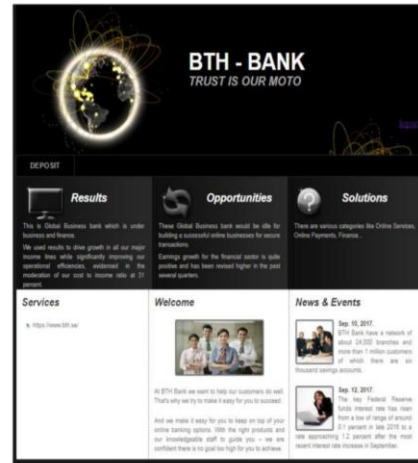 BTH - BANK
TRUST IS OUR MOTO
DEPOSIT
Results
This is Global Business bank which is under
business and finance.
We used results to drive growth in all our major
income lines while significantly improving our
operational efficiencies, evidenced in the
moderation of our cost to income ratio at 31
percent.
Opportunities
These Global Business bank would be idle for
building a successful online businesses for secure
transactions.
Earnings growth for the financial sector is quite
positive and has been revised higher in the past
several quarters.
Solutions
There are various categories like Online Services,
Online Payments, Finance...
Services
https://www.bth.se/
Welcome
At BTH Bank we want to help our customers do well.
That's why we try to make it easy for you to succeed.
And we make it easy for you to keep on top of your
online banking options. With the right products and
our knowledgeable staff to guide you – we are
confident there is no goal too high for you to achieve.
News & Events
Sep. 10, 2017.
BTH Bank have a network of
about 24,000 branches and
more than 1 million customers
of which there are six
thousand savings accounts.
Sep. 12, 2017.
The key Federal Reserve
funds interest rate has risen
from a low of range of around
0.1 percent in late 2015 to a
rate approaching 1.2 percent after the most
recent interest rate increase in September.